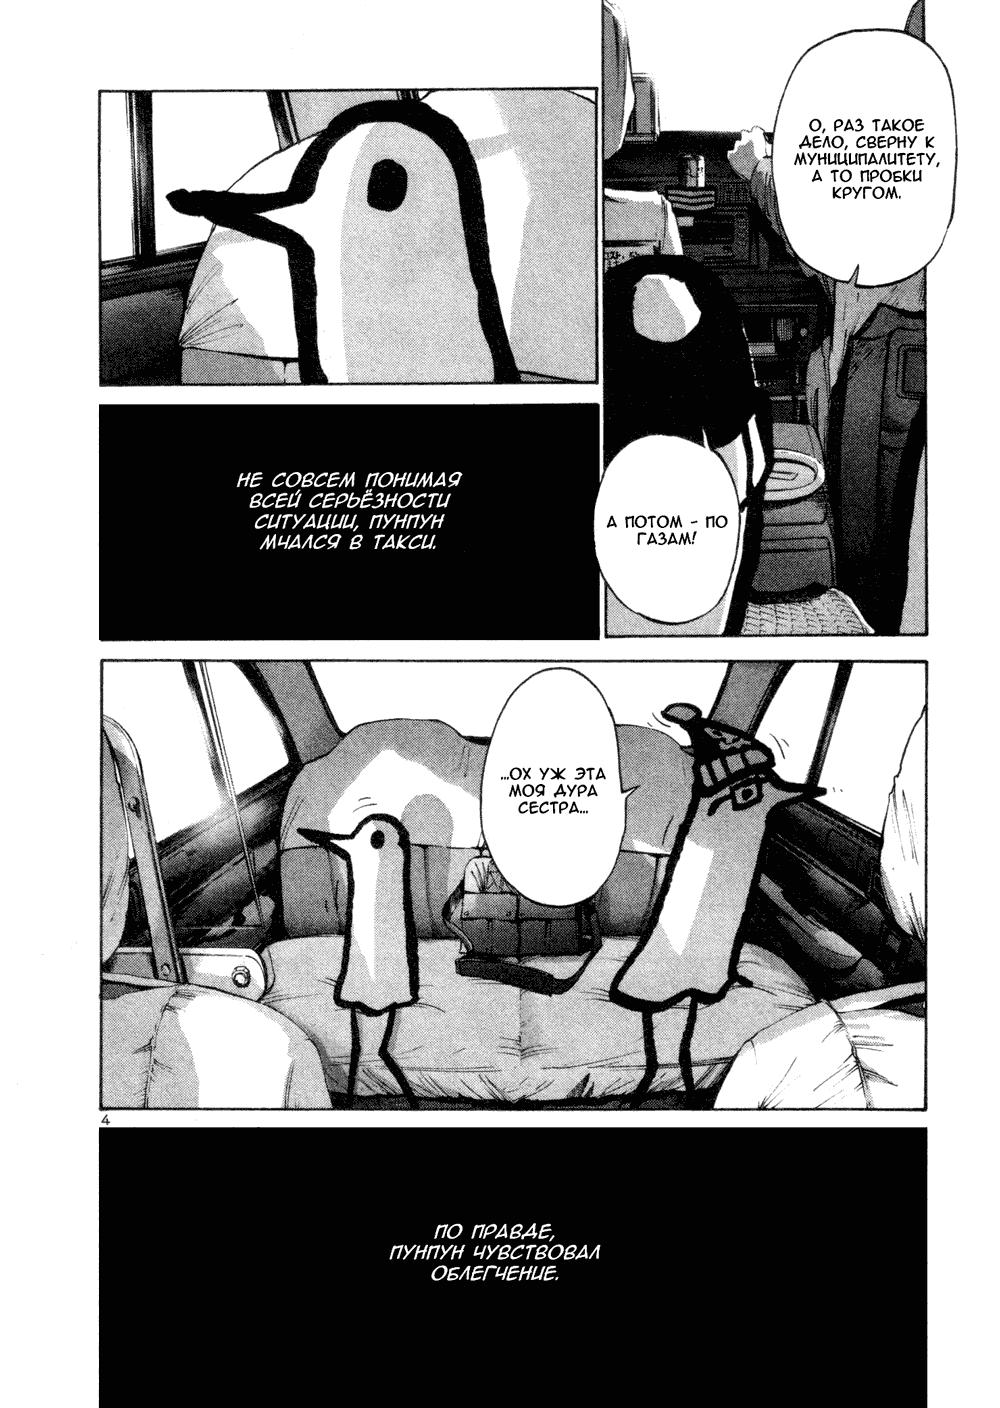 О, РАЗ ТАКОЕ
ДЕЛО, СВЕРНУ К
МУНИЦИПАЛИТЕТУ,
А ТО ПРОБКИ
КРУГОМ.
А ПОТОМ - ПО
ГАЗАМ!
НЕ СОВСЕМ ПОНИМАЯ
ВСЕЙ СЕРЬЁЗНОСТИ
СИТУАЦИИ, ПУНПУН
МЧАЛСЯ В ТАКСИ.
...ОХ УЖ ЭТА
МОЯ ДУРА
СЕСТРА...
4
ПО ПРАВДЕ,
ПУНПУН ЧУВСТВОВАЛ
ОБЛЕГЧЕНИЕ.